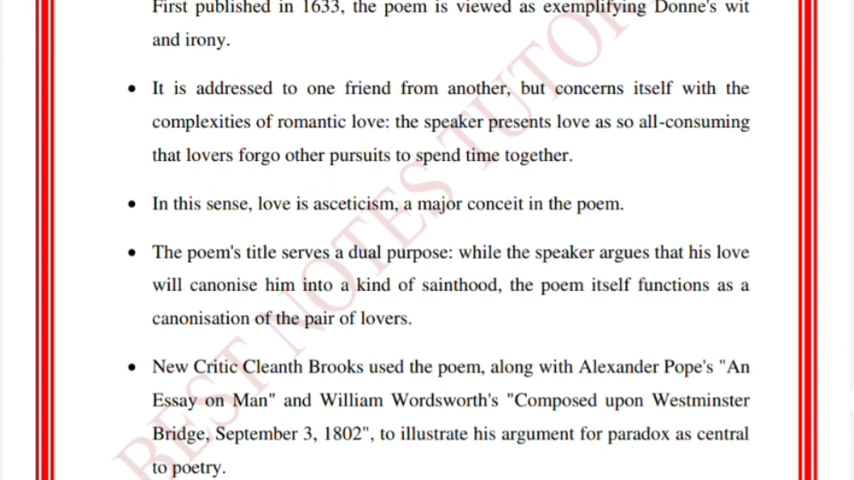 First published in 1633, the poem is viewed as exemplifying Donne's wit
and irony.
• It is addressed to one friend from another, but concerns itself with the
complexities of romantic love: the speaker presents love as so all-consuming
that lovers forgo other pursuits to spend time together.
• In this sense, love is asceticism, a major conceit in the poem.
• The poem's title serves a dual purpose: while the speaker argues that his love
will canonise him into a kind of sainthood, the poem itself functions as a
canonisation of the pair of lovers.
• New Critic Cleanth Brooks used the poem, along with Alexander Pope's "An
Essay on Man" and William Wordsworth's "Composed upon Westminster
Bridge, September 3, 1802", to illustrate his argument for paradox as central
to poetry.
BEST NOTES TUTOR